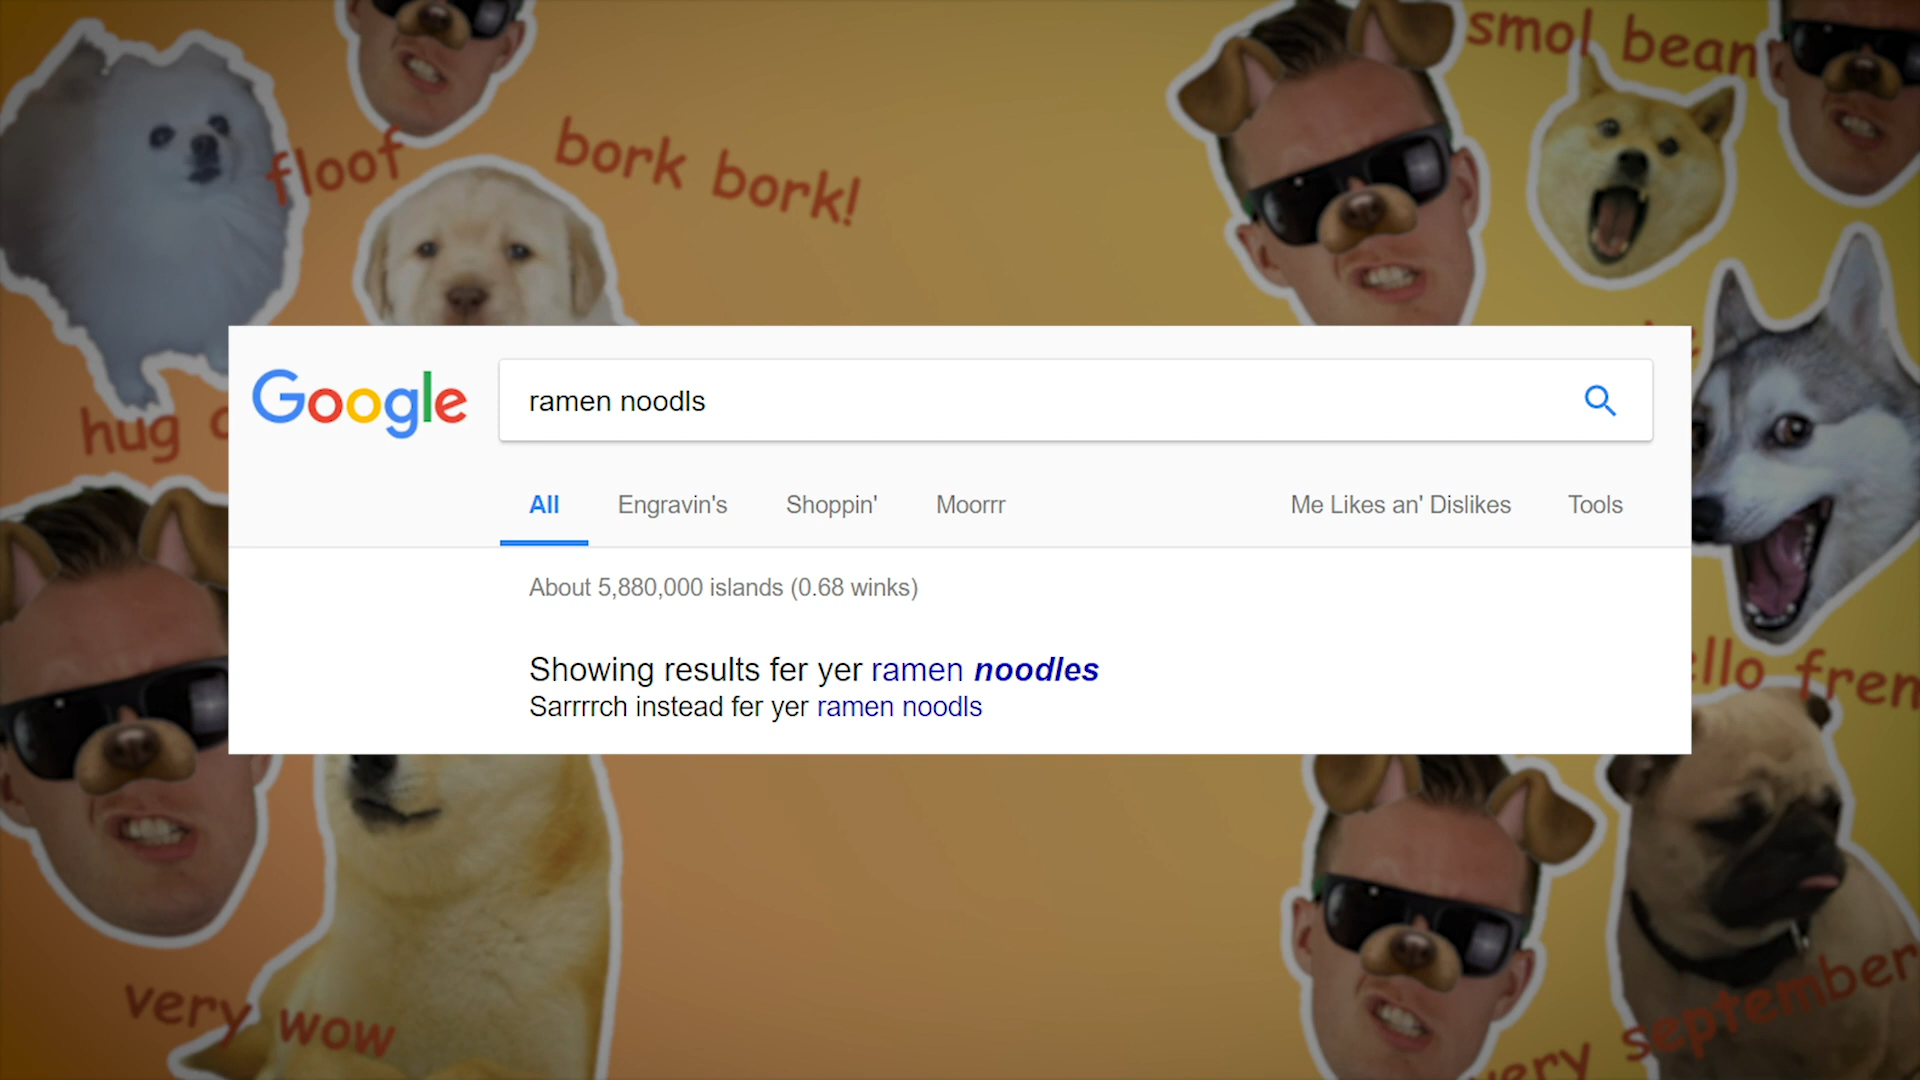 smol bean
floof
bork bork!
hug
Google
ramen noodls
All Engravin's Shoppin' Moorrr Me Likes an' Dislikes Tools
About 5,880,000 islands (0.68 winks)
Showing results fer yer ramen noodles
Sarrrrch instead fer yer ramen noodls
very wow
september